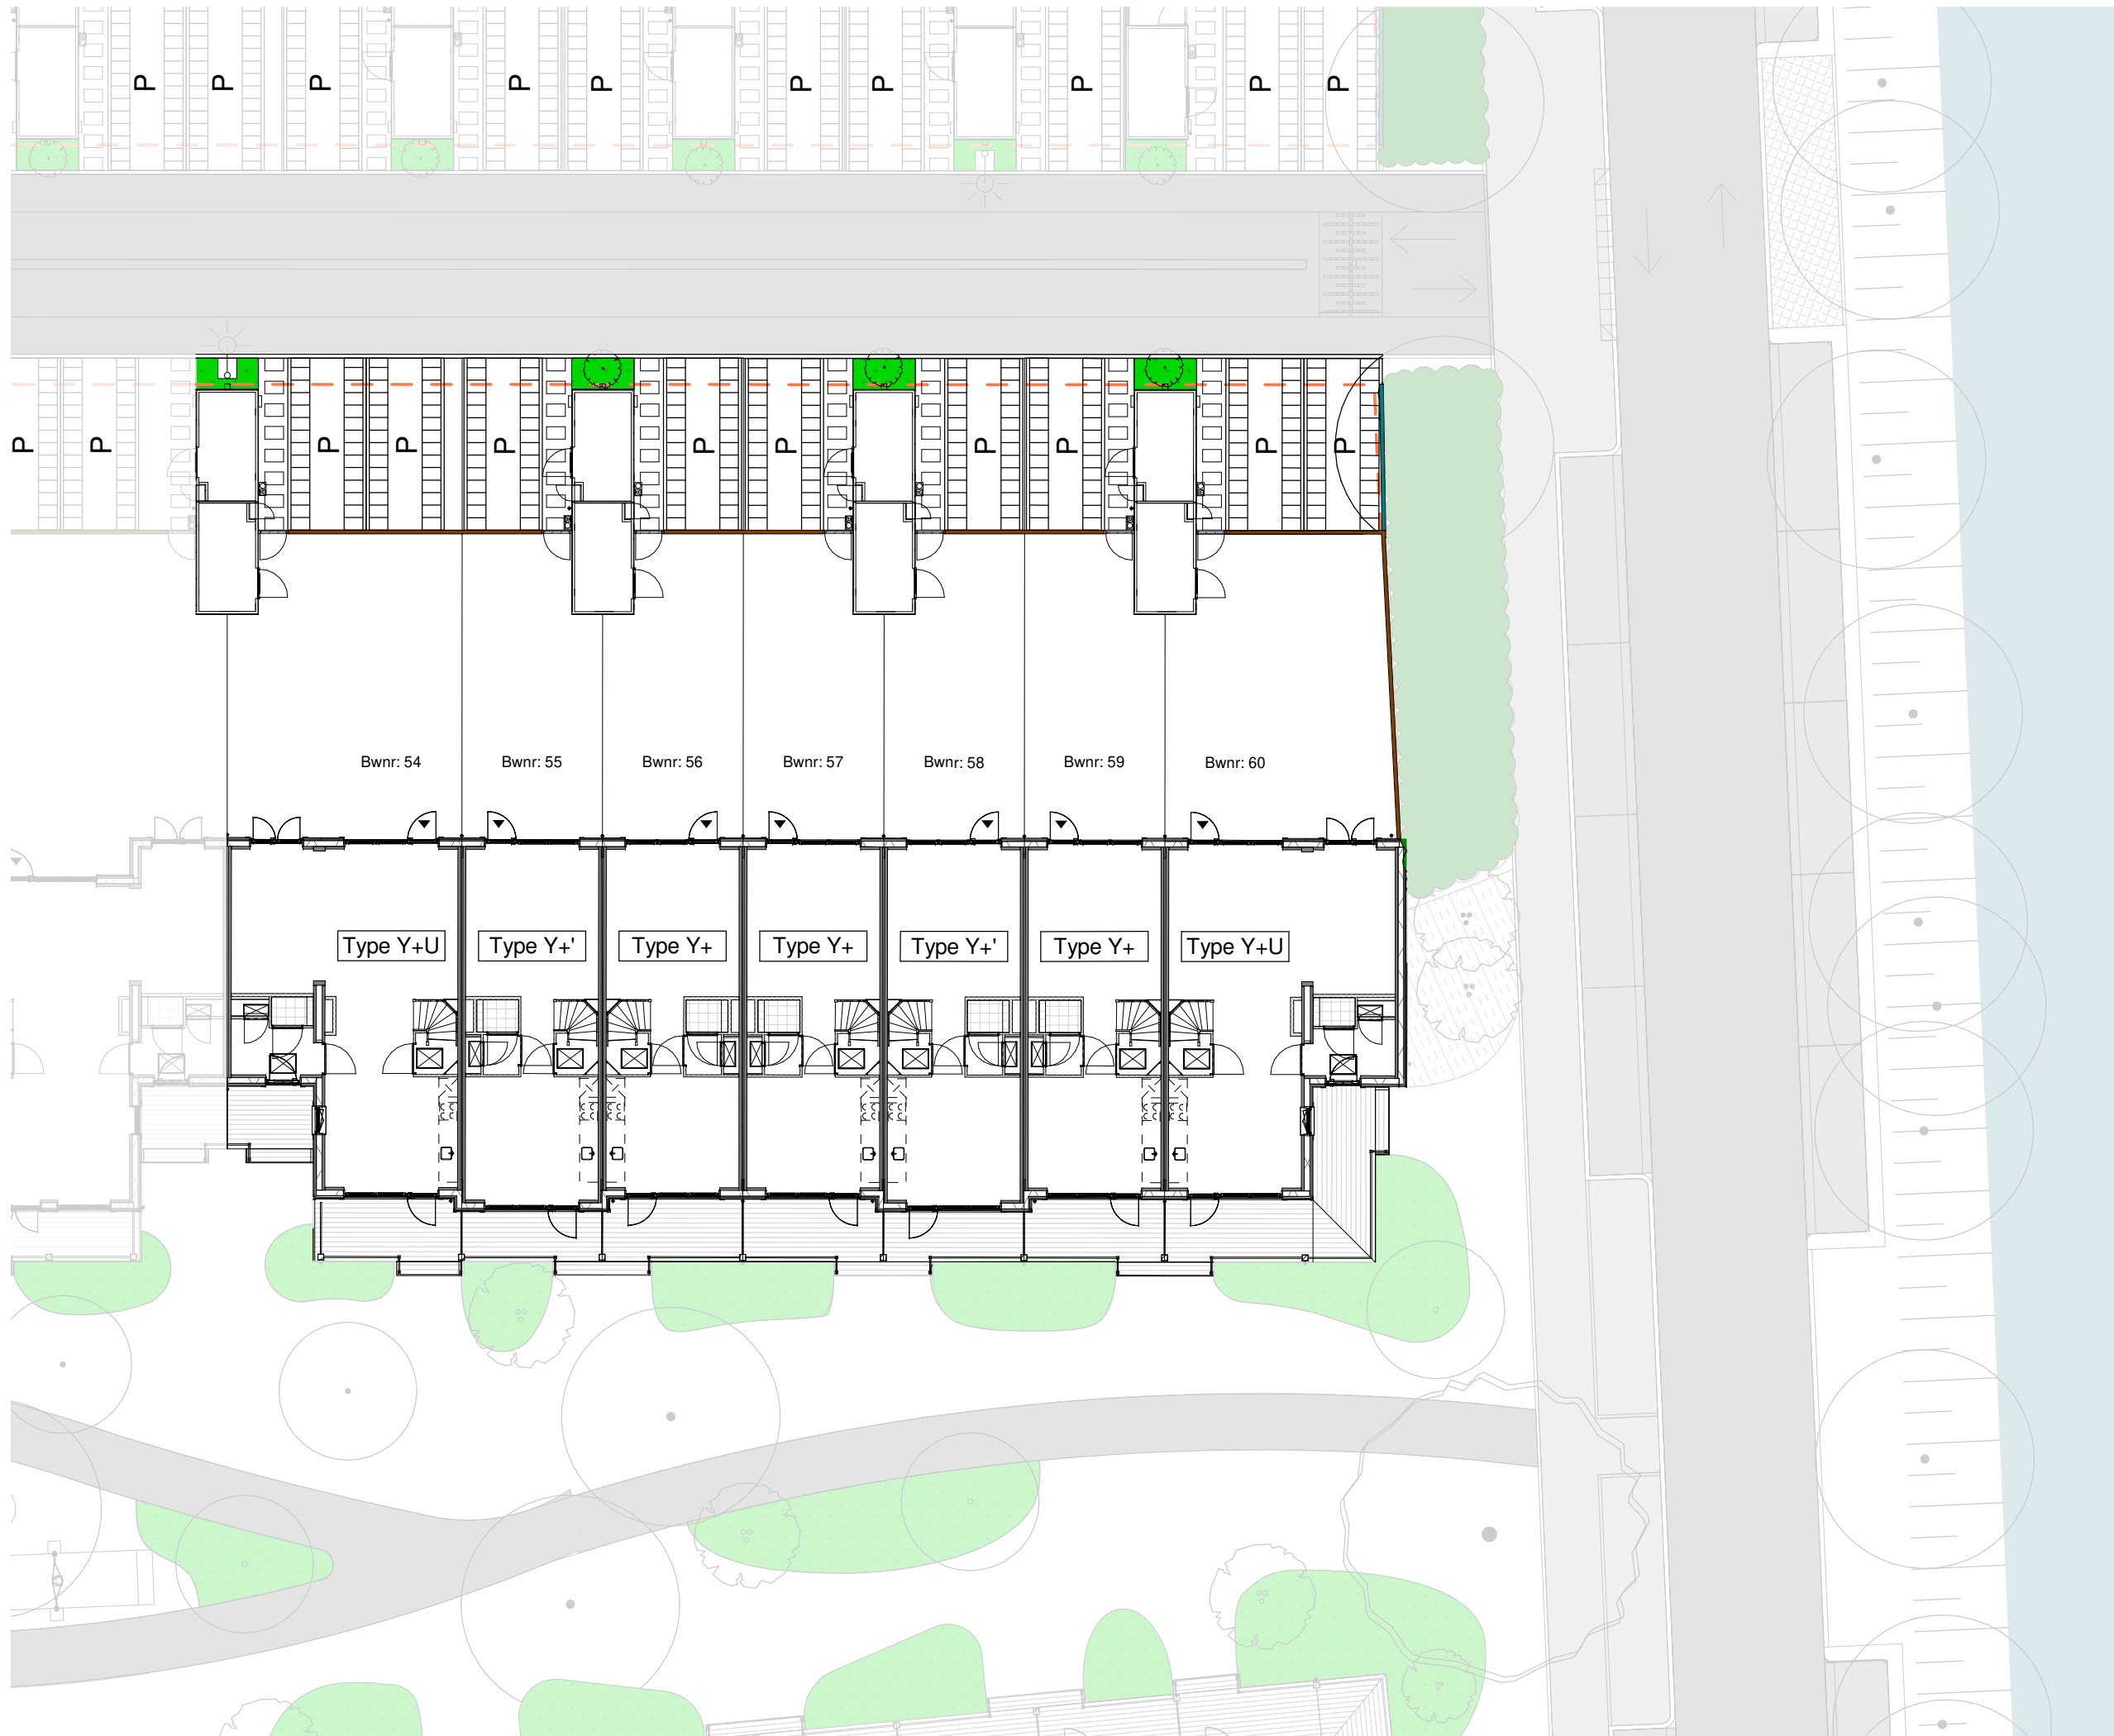 P P P P P P P P P P
P P P P P P P P P P P
Bwnr: 54 Bwnr: 55 Bwnr: 56 Bwnr: 57 Bwnr: 58 Bwnr: 59 Bwnr: 60
Type Y+U Type Y+' Type Y+ Type Y+ Type Y+' Type Y+ Type Y+U